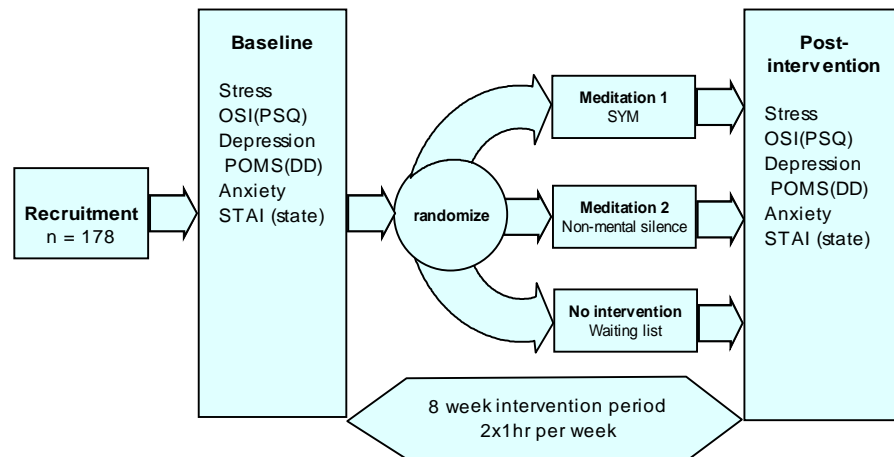 Recruitment
n = 178
Baseline
Stress
OSI(PSQ)
Depression
POMS(DD)
Anxiety
STAI (state)
randomize
Meditation 1
SYM
Meditation 2
Non-mental silence
No intervention
Waiting list
8 week intervention period
2x1hr per week
Post-
intervention
Stress
OSI(PSQ)
Depression
POMS(DD)
Anxiety
STAI (state)